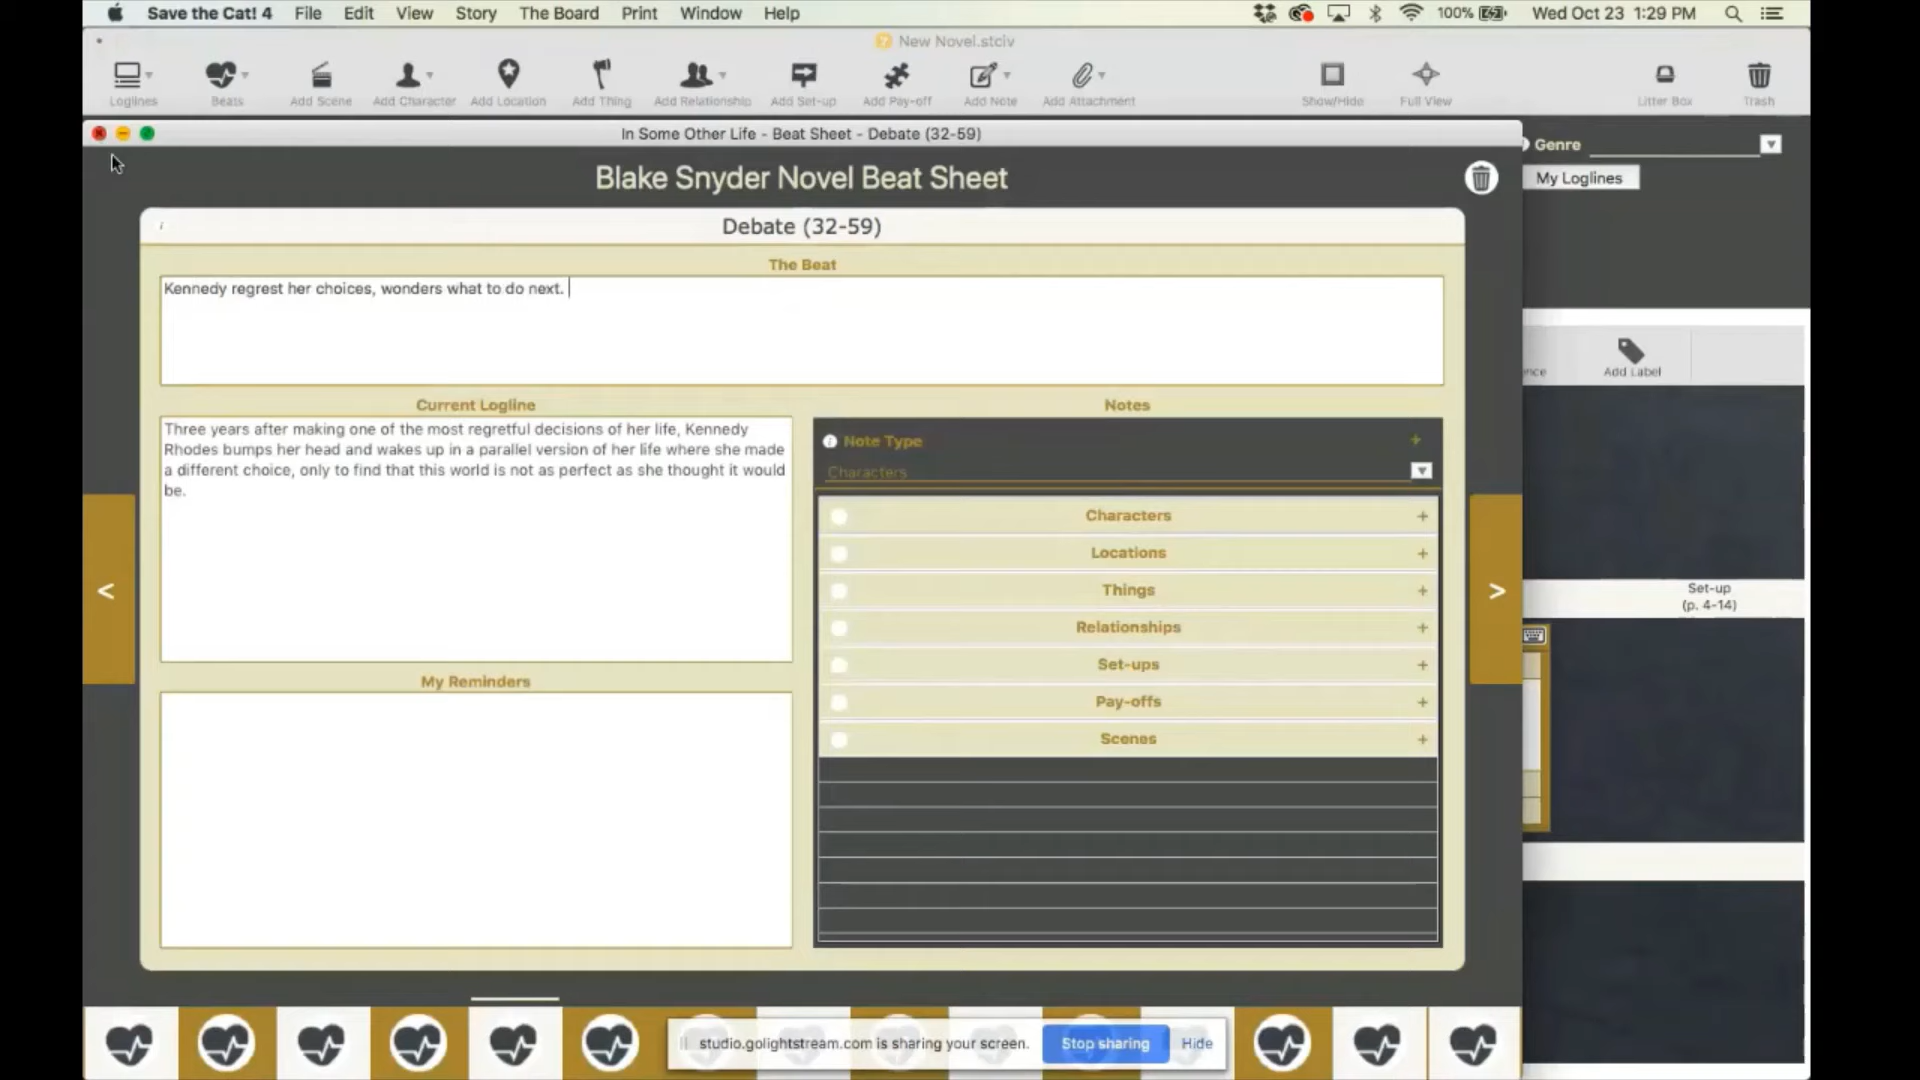 Save the Cat! 4 File Edit View Story The Board Print Window Help 100% Wed Oct 23 1:29 PM
New Novel.stciv
Loglines Beats Add Scene Add Character Add Location Add Thing Add Relationship Add Set-up Add Pay-off Add Note Add Attachment Show/Hide Full View Litter Box Trash
In Some Other Life - Beat Sheet - Debate (32-59)
Genre
Blake Snyder Novel Beat Sheet
My Loglines
Debate (32-59)
The Beat
Kennedy regrest her choices, wonders what to do next.
nce Add Label
Current Logline
Three years after making one of the most regretful decisions of her life, Kennedy
Rhodes bumps her head and wakes up in a parallel version of her life where she made
a different choice, only to find that this world is not as perfect as she thought it would
be.
Notes
Note Type +
Characters
Characters +
Locations +
Things +
Relationships +
Set-ups +
Pay-offs +
Scenes +
< >
Set-up
(p. 4-14)
My Reminders
studio.golightstream.com is sharing your screen. Stop sharing Hide